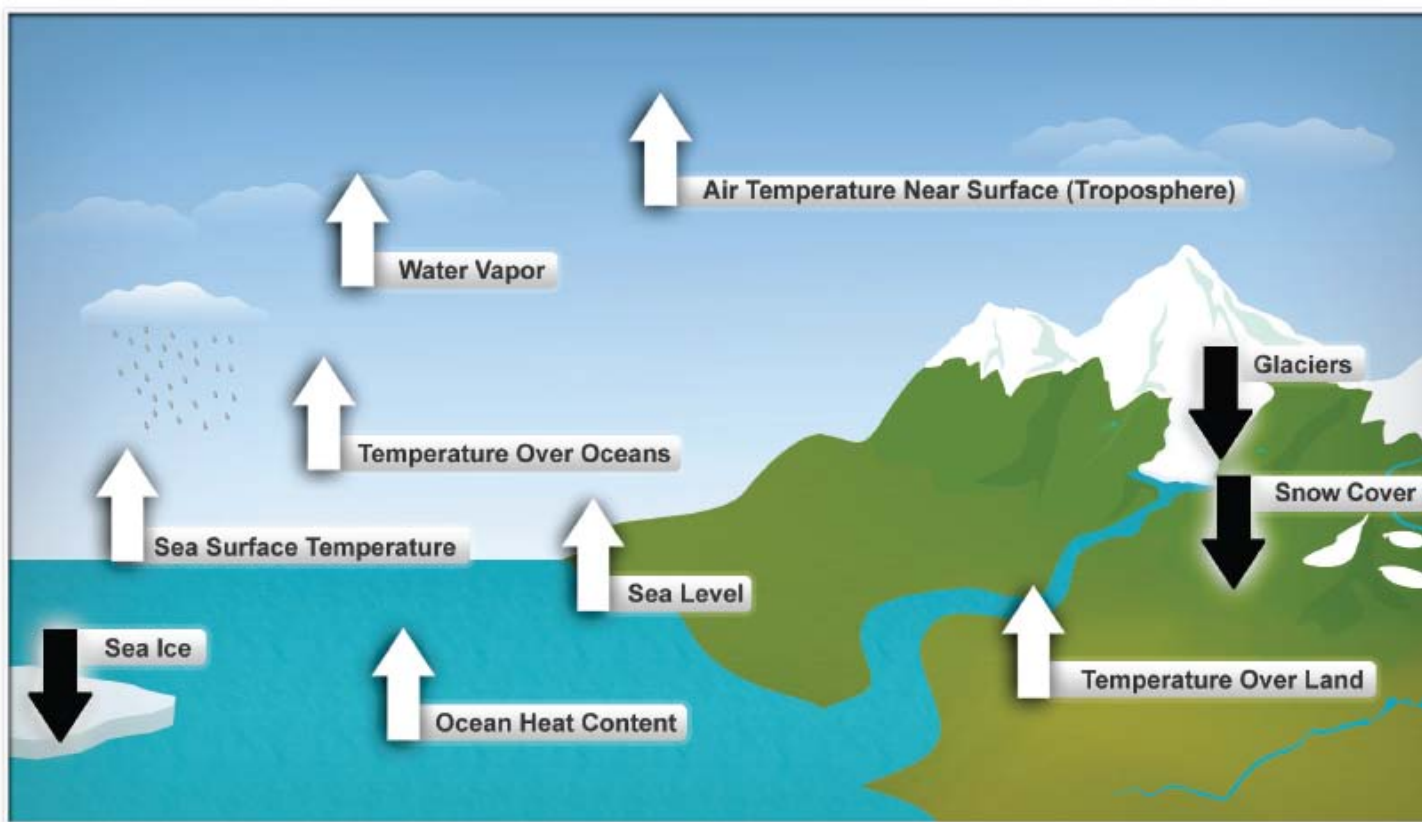 Air Temperature Near Surface (Troposphere)
Water Vapor
Glaciers
Temperature Over Oceans
Snow Cover
Sea Surface Temperature
Sea Level
Sea Ice
Temperature Over Land
Ocean Heat Content